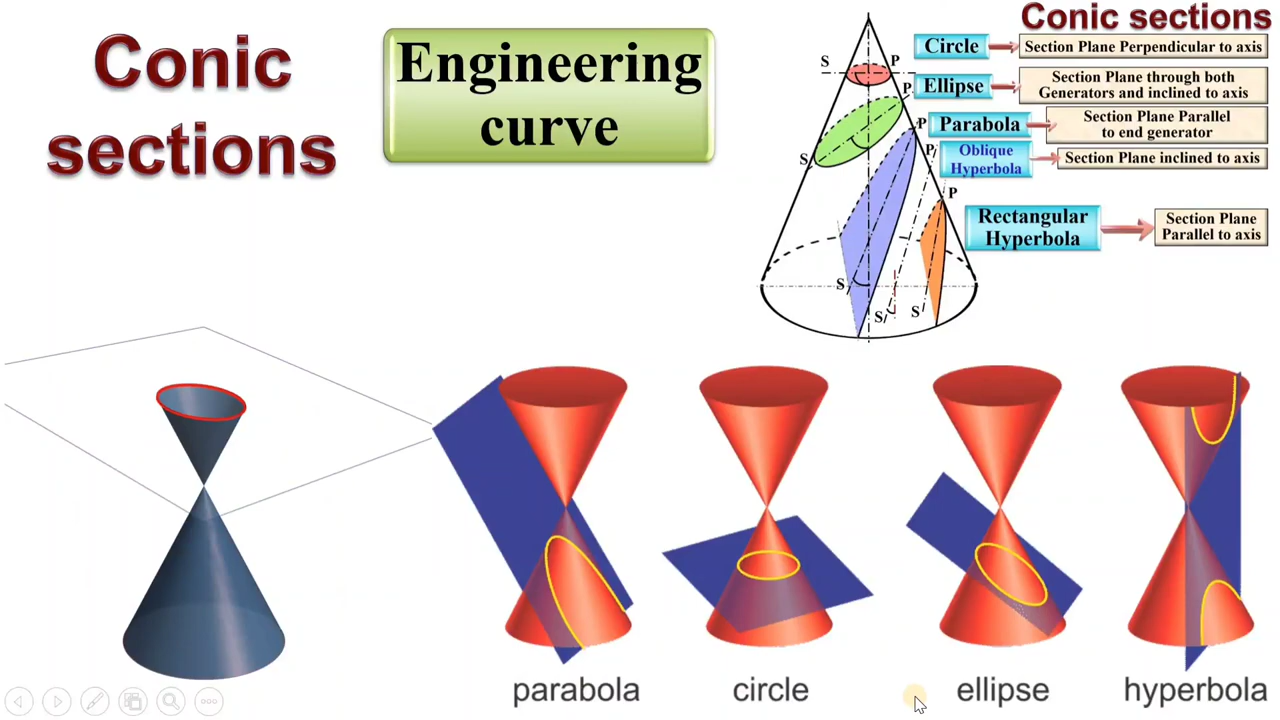 Conic
sections
Engineering
curve
Conic sections
Circle
Section Plane Perpendicular to axis
Ellipse
Section Plane through both
Generators and inclined to axis
Parabola
Section Plane Parallel
to end generator
Oblique
Hyperbola
Section Plane inclined to axis
Rectangular
Hyperbola
Section Plane
Parallel to axis
S
P
P
S
P
P
P
S
S
S
parabola
circle
ellipse
hyperbola